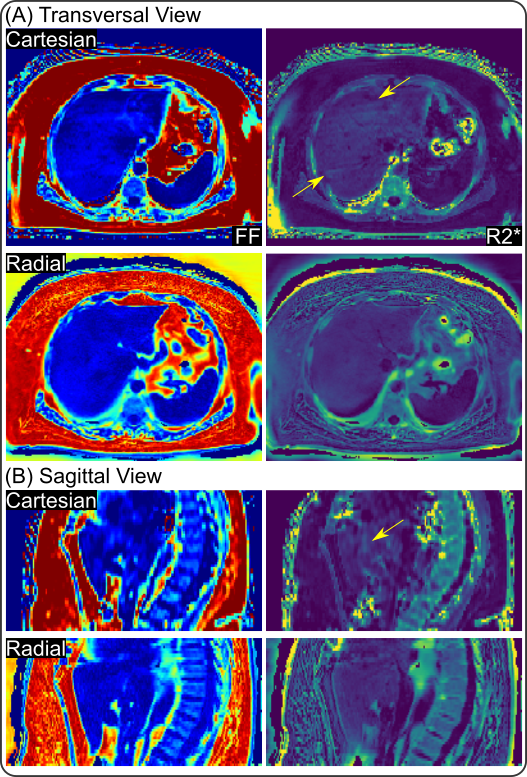 (A) Transversal View
Cartesian
FF
R2*
Radial
(B) Sagittal View
Cartesian
Radial